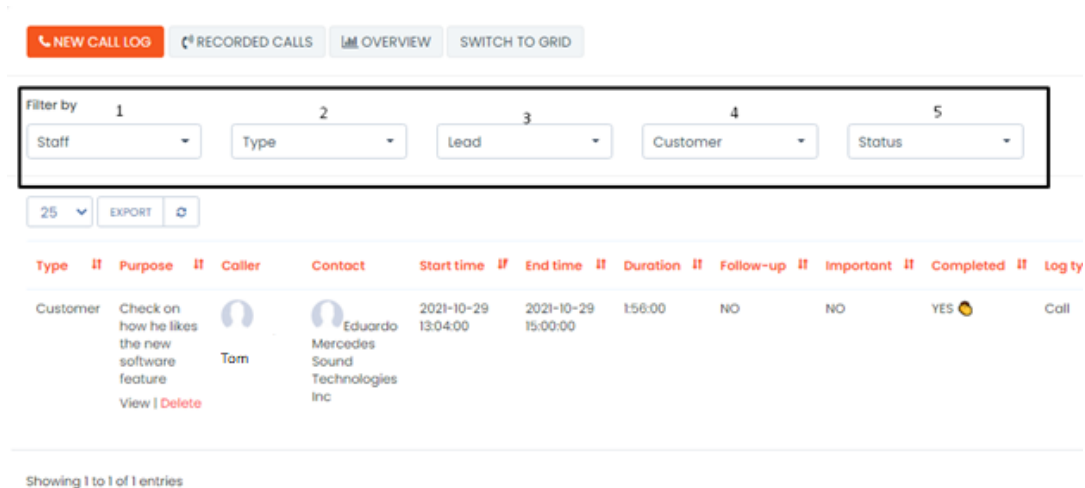 NEW CALL LOG RECORDED CALLS OVERVIEW SWITCH TO GRID
Filter by
1 2 3 4 5
Staff Type Lead Customer Status
25 EXPORT
Type Purpose Caller Contact Start time End time Duration Follow-up Important Completed Log ty
Customer Check on 2021-10-29 2021-10-29 1:56:00 NO NO YES Call
how he likes Eduardo 13:04:00 15:00:00
the new Mercedes
software Tom Sound
feature Technologies
View | Delete Inc
Showing 1 to 1 of 1 entries